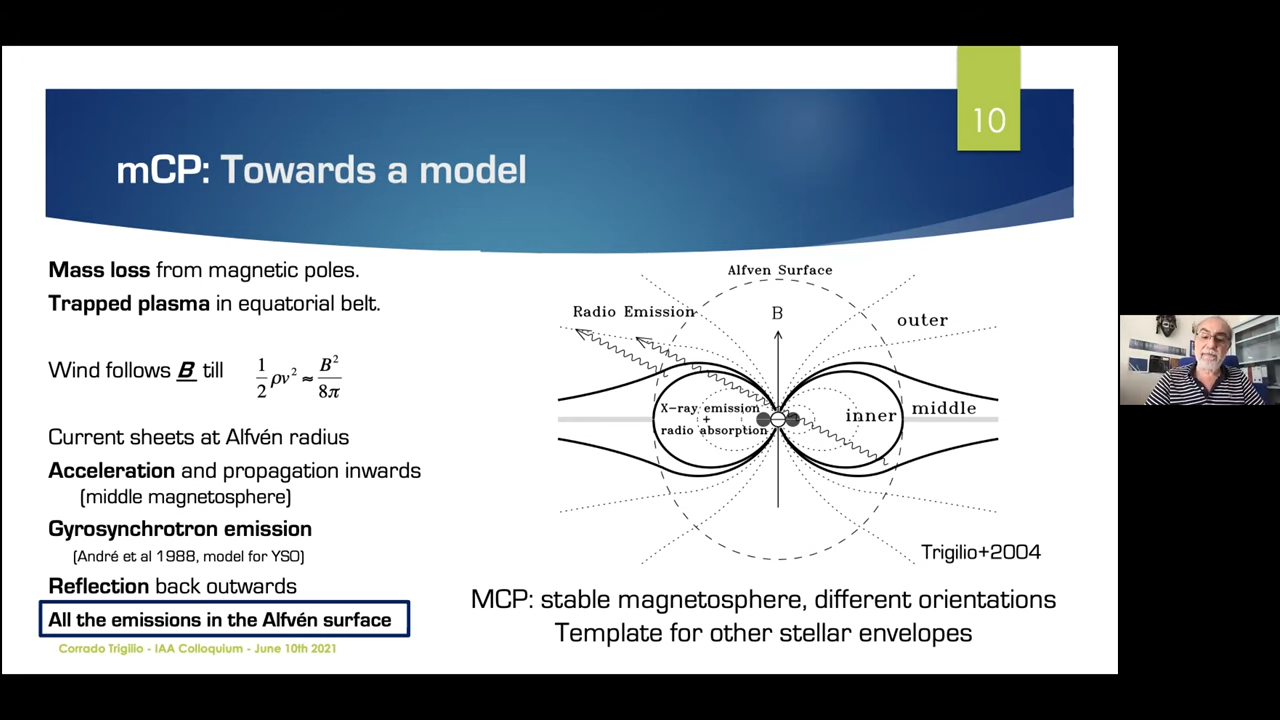 10
mCP: Towards a model
Mass loss from magnetic poles.
Trapped plasma in equatorial belt.
Wind follows B till 1/2 ρv² ≈ B²/8π
Current sheets at Alfvén radius
Acceleration and propagation inwards
(middle magnetosphere)
Gyrosynchrotron emission
(André et al 1988, model for YSO)
Reflection back outwards
All the emissions in the Alfvén surface
Corrado Trigilio - IAA Colloquium - June 10th 2021
Alfven Surface
Radio Emission
B
outer
X-ray emission
+
radio absorption
inner
middle
Trigilio+2004
MCP: stable magnetosphere, different orientations
Template for other stellar envelopes